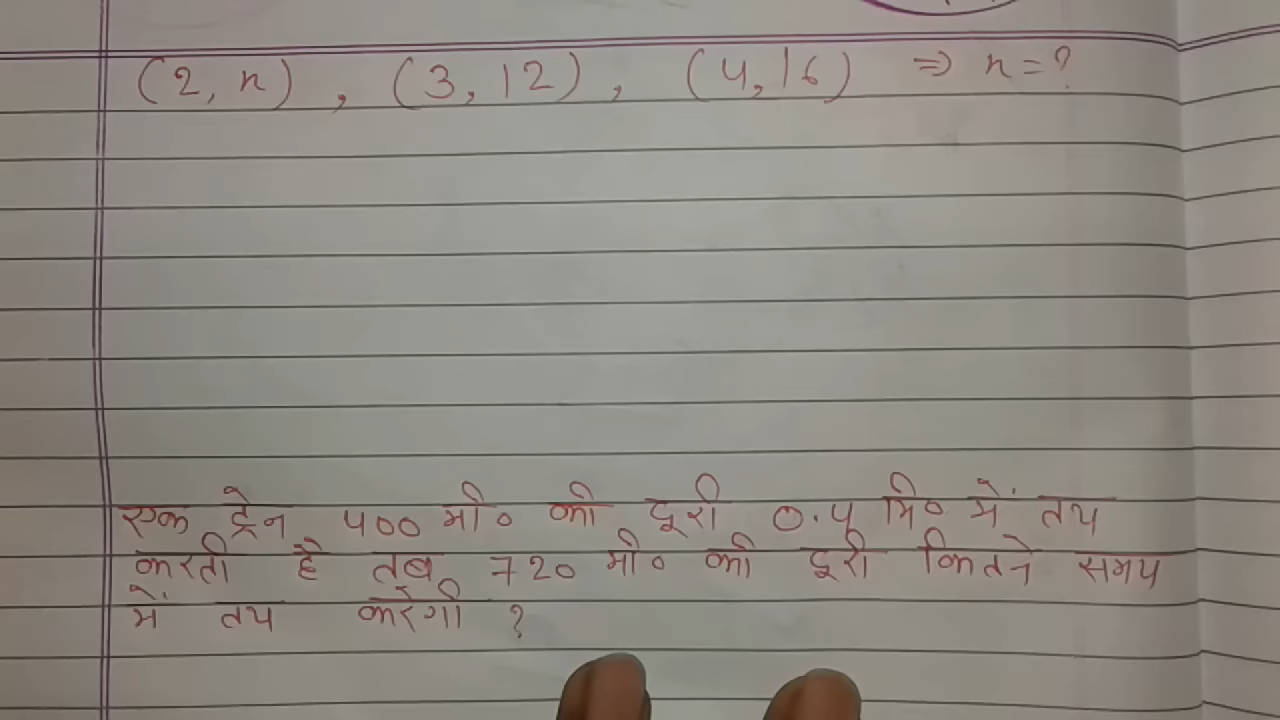 (2, n) , (3, 12) , (4, 16) ⇒ n = ?
एक ट्रेन 400 मी० की दूरी 0.4 मि० में तय
करती है तब 720 मी० की दूरी कितने समय
में तय करेगी ?